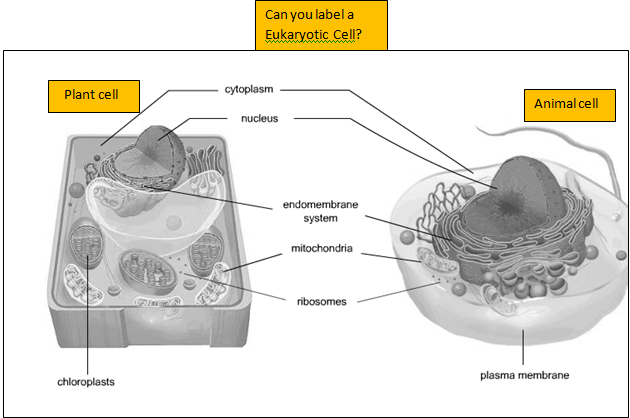 Can you label a
Eukaryotic Cell?
Plant cell
Animal cell
cytoplasm
nucleus
endomembrane
system
mitochondria
ribosomes
chloroplasts
plasma membrane